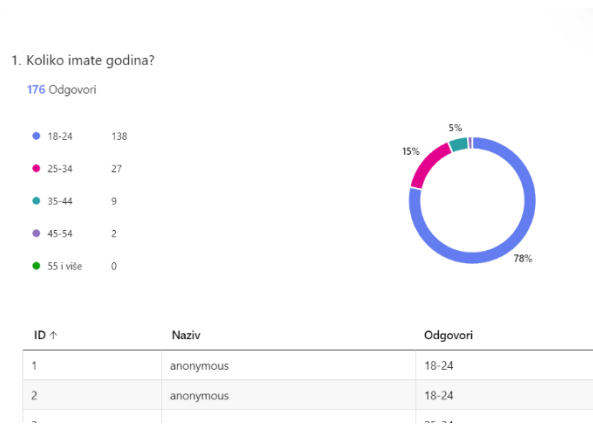 1. Koliko imate godina?
176 Odgovori
18-24 138
25-34 27
35-44 9
45-54 2
55 i više 0
5%
15%
78%
ID ↑ Naziv Odgovori
1 anonymous 18-24
2 anonymous 18-24